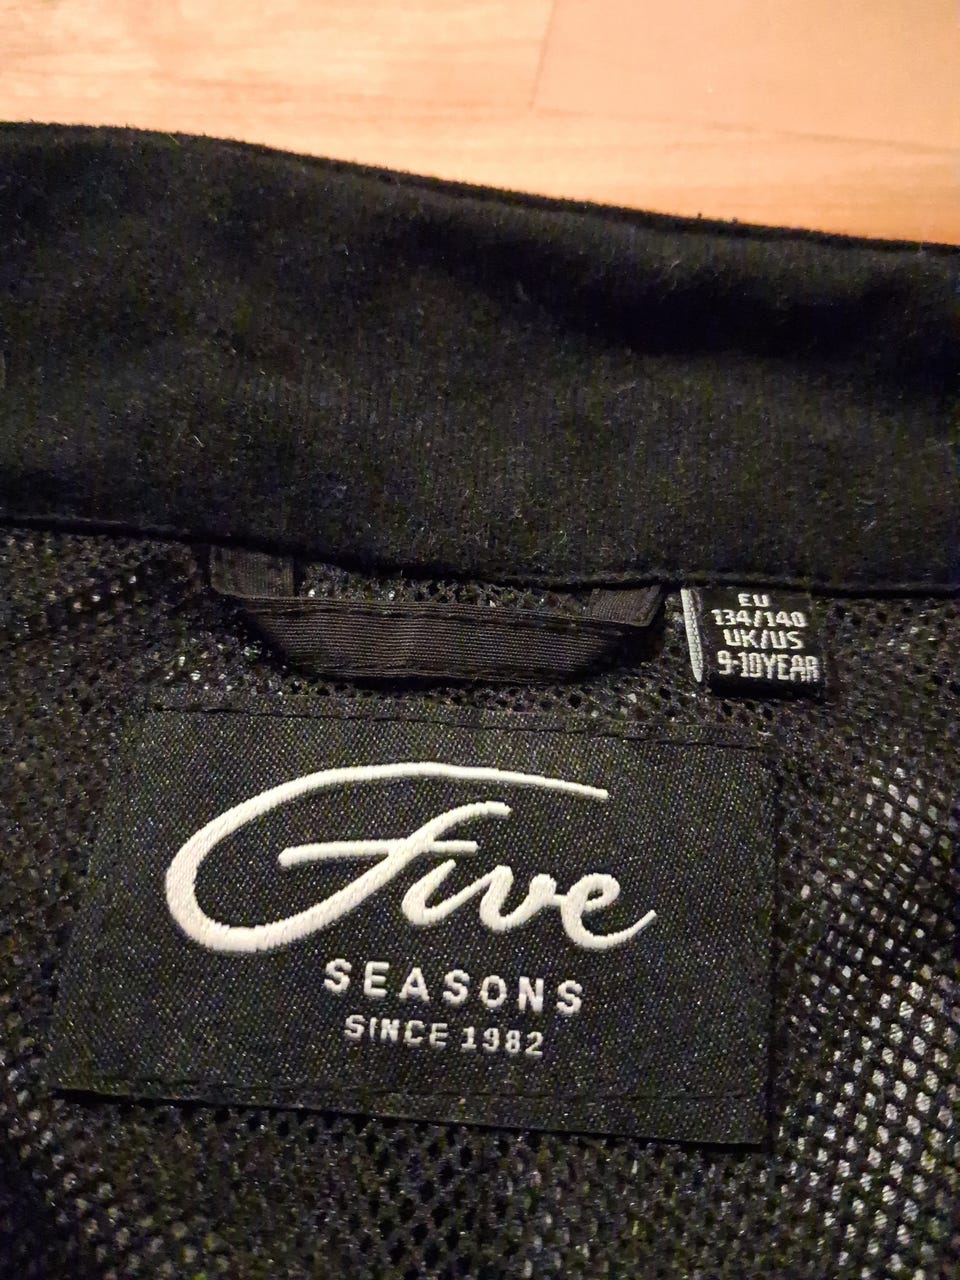 EU
134/140
UK/US
9-10YEAR
Five
SEASONS
SINCE 1982